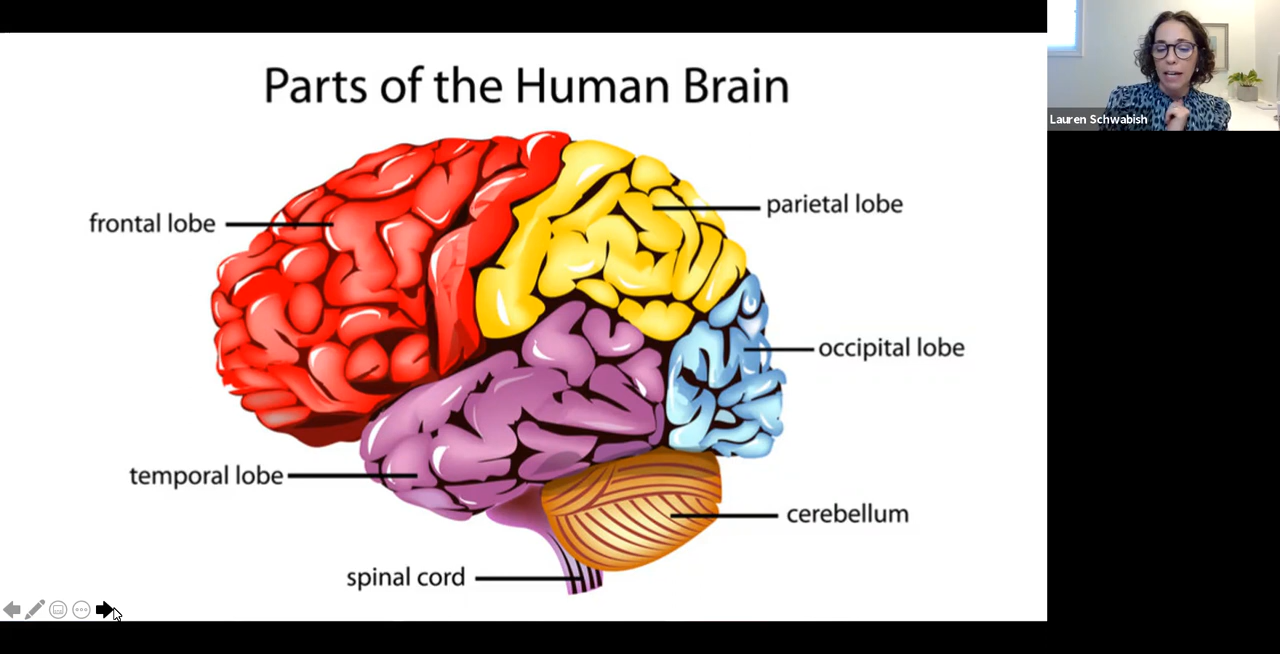 Parts of the Human Brain
Lauren Schwabish
frontal lobe
parietal lobe
occipital lobe
temporal lobe
cerebellum
spinal cord